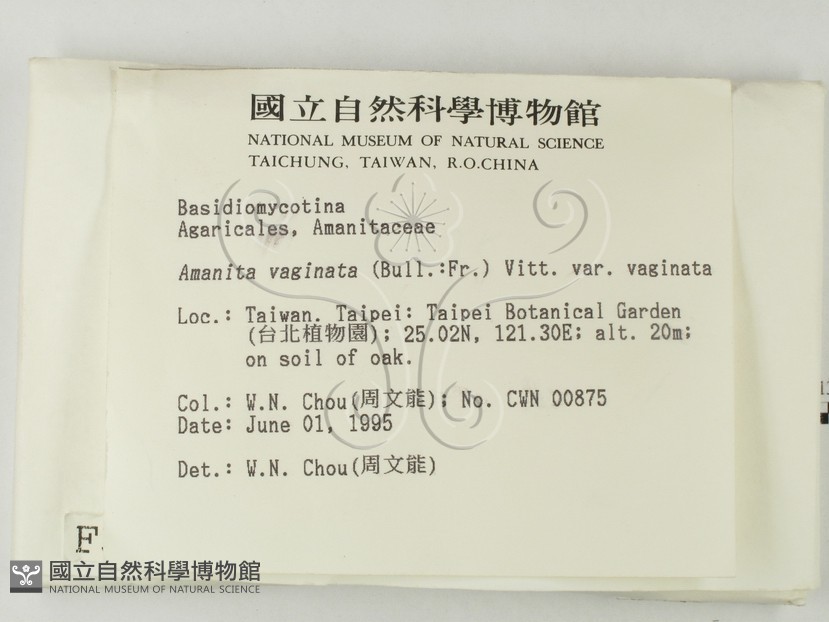 國立自然科學博物館
NATIONAL MUSEUM OF NATURAL SCIENCE
TAICHUNG, TAIWAN, R.O.CHINA
Basidiomycotina
Agaricales, Amanitaceae
Amanita vaginata (Bull.:Fr.) Vitt. var. vaginata
Loc.: Taiwan. Taipei: Taipei Botanical Garden
(台北植物園); 25.02N, 121.30E; alt. 20m;
on soil of oak.
Col.: W.N. Chou(周文能); No. CWN 00875
Date: June 01, 1995
Det.: W.N. Chou(周文能)
F
國立自然科學博物館
NATIONAL MUSEUM OF NATURAL SCIENCE